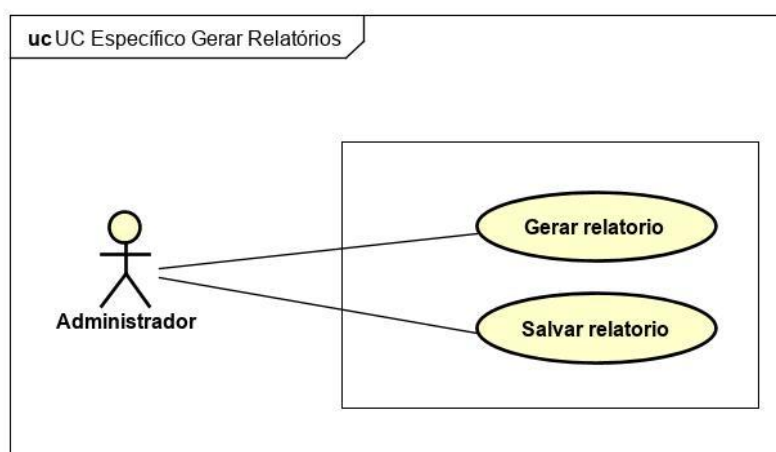 uc UC Específico Gerar Relatórios
Gerar relatorio
Administrador
Salvar relatorio